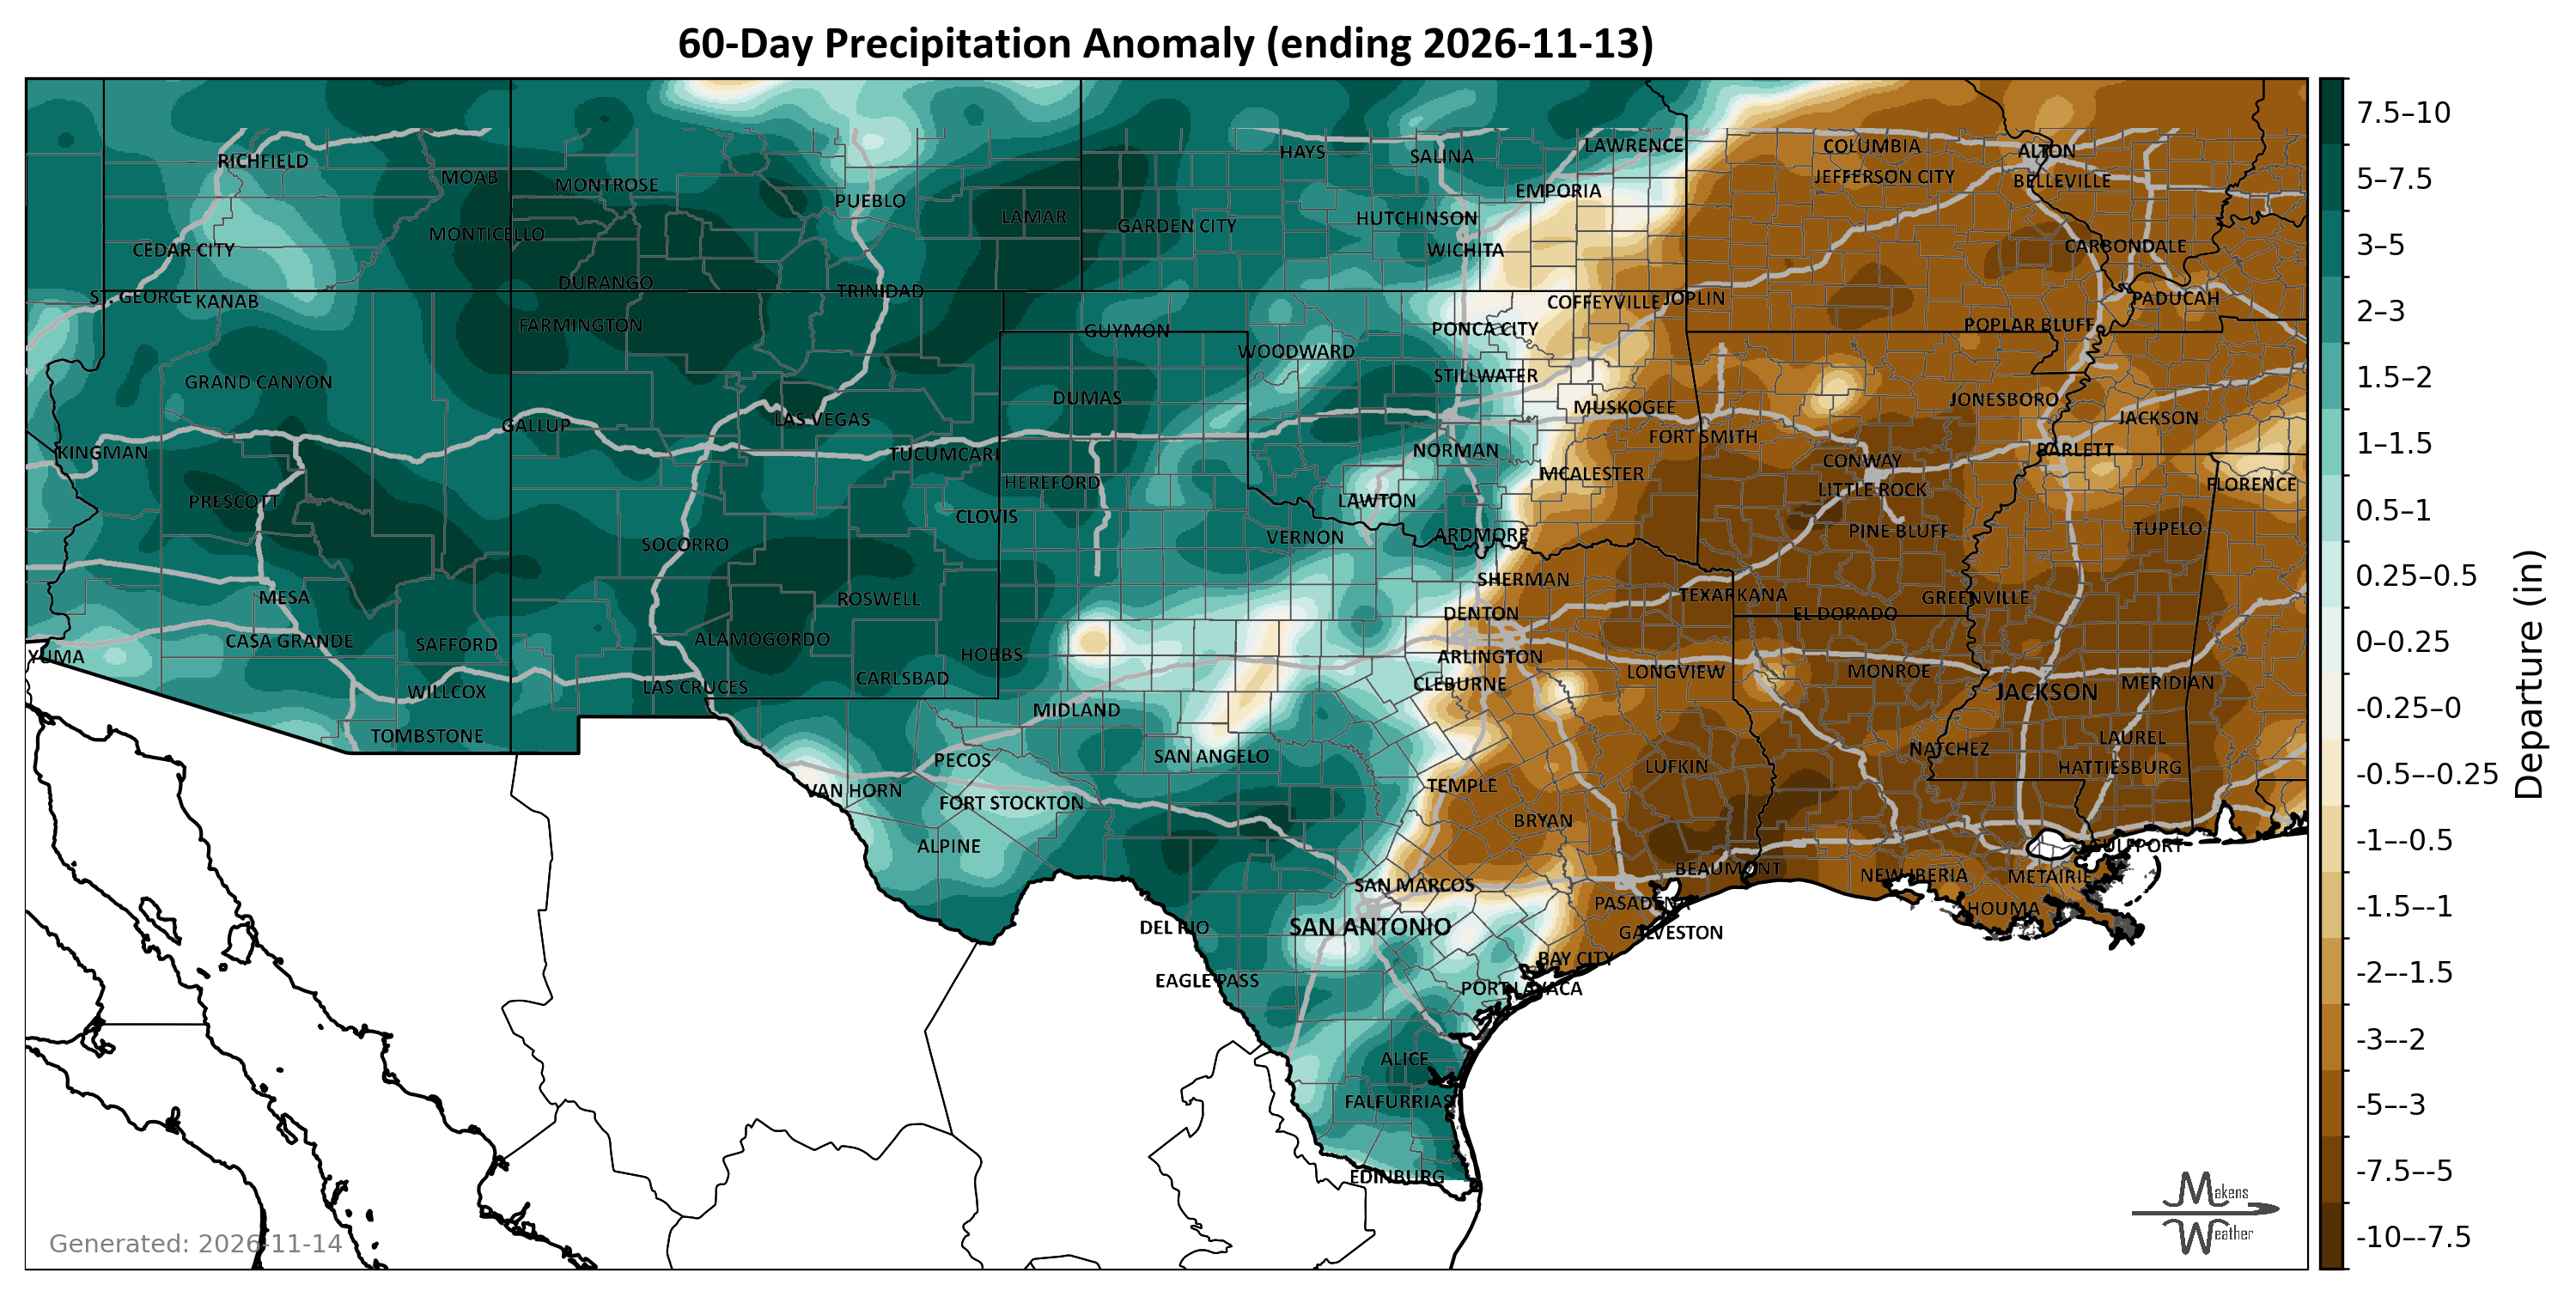 60-Day Precipitation Anomaly (ending 2026-11-13)
RICHFIELD
MOAB
MONTROSE
PUEBLO
LAMAR
HAYS
SALINA
LAWRENCE
COLUMBIA
ALTON
EMPORIA
JEFFERSON CITY
BELLEVILLE
MONTICELLO
CEDAR CITY
GARDEN CITY
HUTCHINSON
WICHITA
CARBONDALE
DURANGO
TRINIDAD
ST GEORGE
KANAB
COFFEYVILLE
JOPLIN
PADUCAH
FARMINGTON
GUYMON
PONCA CITY
POPLAR BLUFF
WOODWARD
GRAND CANYON
DUMAS
STILLWATER
MUSKOGEE
JONESBORO
GALLUP
LAS VEGAS
FORT SMITH
JACKSON
KINGMAN
TUCUMCARI
NORMAN
CONWAY
BARLETT
PRESCOTT
HEREFORD
LAWTON
MCALESTER
LITTLE ROCK
FLORENCE
CLOVIS
VERNON
ARDMORE
PINE BLUFF
TUPELO
SOCORRO
SHERMAN
MESA
ROSWELL
DENTON
TEXARKANA
EL DORADO
GREENVILLE
CASA GRANDE
SAFFORD
ALAMOGORDO
HOBBS
ARLINGTON
YUMA
WILLCOX
LAS CRUCES
CARLSBAD
CLEBURNE
LONGVIEW
MONROE
JACKSON
MERIDIAN
TOMBSTONE
MIDLAND
PECOS
SAN ANGELO
NATCHEZ
LAUREL
VAN HORN
FORT STOCKTON
TEMPLE
LUFKIN
HATTIESBURG
ALPINE
BRYAN
GULFPORT
SAN MARCOS
BEAUMONT
NEW IBERIA
METAIRIE
DEL RIO
SAN ANTONIO
PASADENA
HOUMA
GALVESTON
EAGLE PASS
BAY CITY
PORT LAVACA
ALICE
FALFURRIAS
EDINBURG
Generated: 2026-11-14
Makens
Weather
7.5–10
5–7.5
3–5
2–3
1.5–2
1–1.5
0.5–1
0.25–0.5
0–0.25
-0.25–0
-0.5–-0.25
-1–-0.5
-1.5–-1
-2–-1.5
-3–-2
-5–-3
-7.5–-5
-10–-7.5
Departure (in)